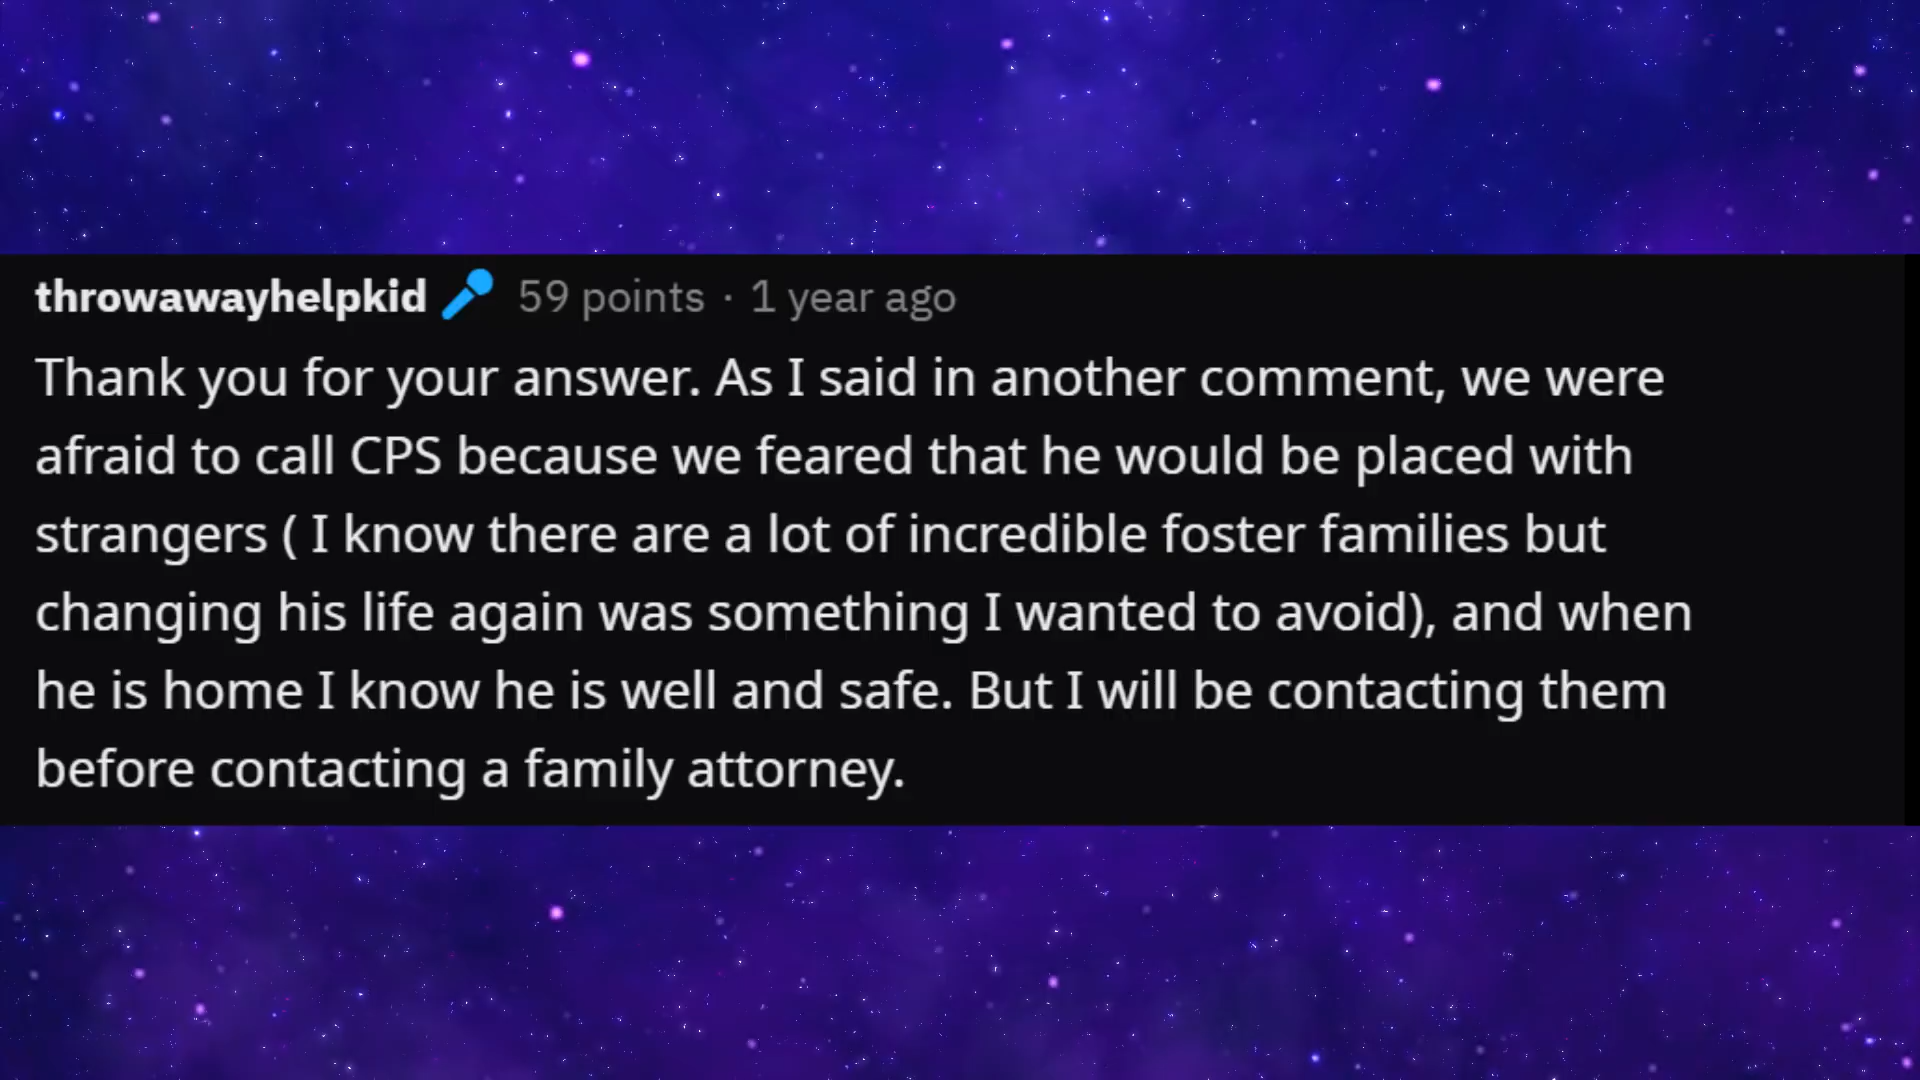 throwawayhelpkid 59 points · 1 year ago
Thank you for your answer. As I said in another comment, we were
afraid to call CPS because we feared that he would be placed with
strangers ( I know there are a lot of incredible foster families but
changing his life again was something I wanted to avoid), and when
he is home I know he is well and safe. But I will be contacting them
before contacting a family attorney.